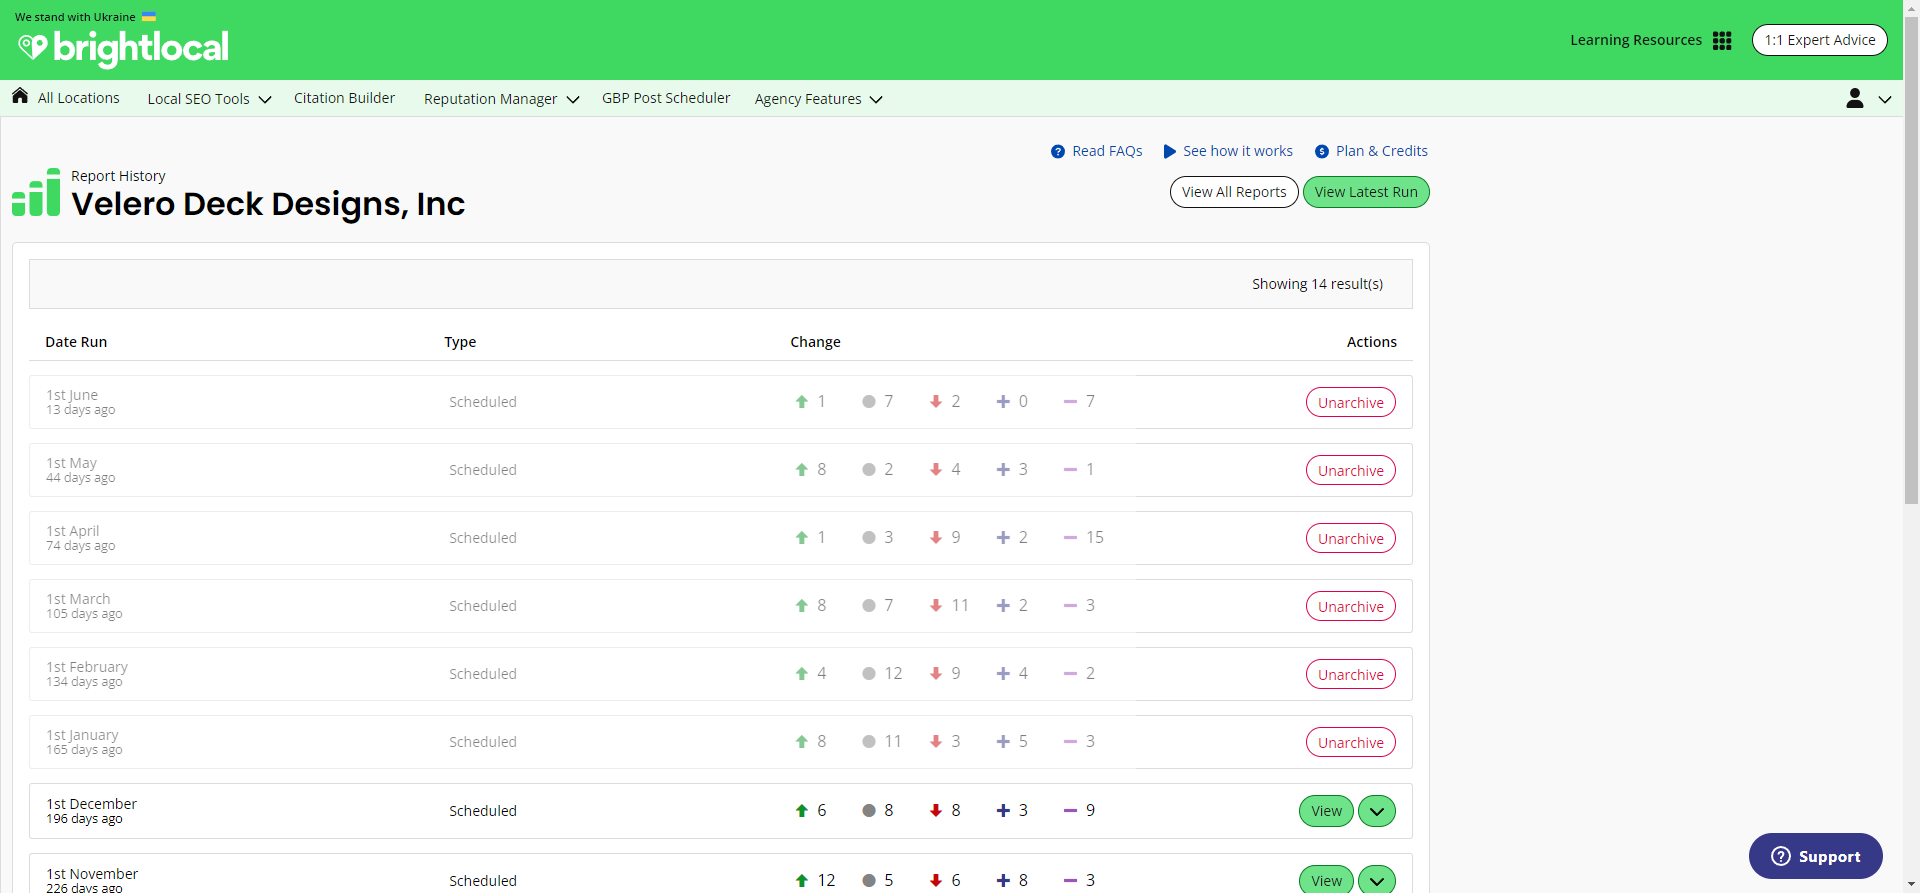 We stand with Ukraine
brightlocal
Learning Resources
1:1 Expert Advice
All Locations
Local SEO Tools
Citation Builder
Reputation Manager
GBP Post Scheduler
Agency Features
Read FAQs
See how it works
Plan & Credits
Report History
Velero Deck Designs, Inc
View All Reports
View Latest Run
Showing 14 result(s)
Date Run Type Change Actions
1st June
13 days ago
Scheduled 1 7 2 0 7 Unarchive
1st May
44 days ago
Scheduled 8 2 4 3 1 Unarchive
1st April
74 days ago
Scheduled 1 3 9 2 15 Unarchive
1st March
105 days ago
Scheduled 8 7 11 2 3 Unarchive
1st February
134 days ago
Scheduled 4 12 9 4 2 Unarchive
1st January
165 days ago
Scheduled 8 11 3 5 3 Unarchive
1st December
196 days ago
Scheduled 6 8 8 3 9 View
1st November
226 days ago
Scheduled 12 5 6 8 3 View
Support